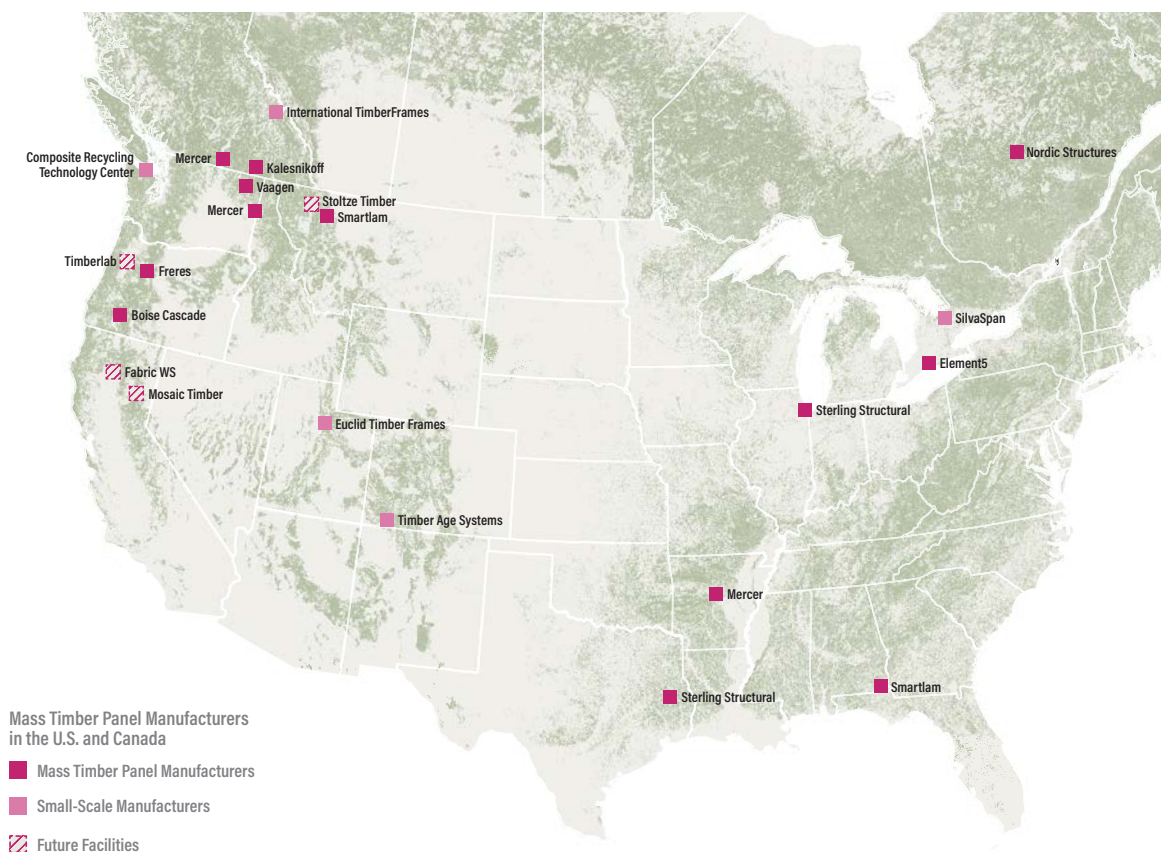 International TimberFrames
Nordic Structures
Composite Recycling
Technology Center
Mercer
Kalesnikoff
Vaagen
Stoltze Timber
Mercer
Smartlam
Timberlab
Freres
Boise Cascade
SilvaSpan
Element5
Fabric WS
Mosaic Timber
Sterling Structural
Euclid Timber Frames
Timber Age Systems
Mercer
Smartlam
Sterling Structural
Mass Timber Panel Manufacturers
in the U.S. and Canada
Mass Timber Panel Manufacturers
Small-Scale Manufacturers
Future Facilities